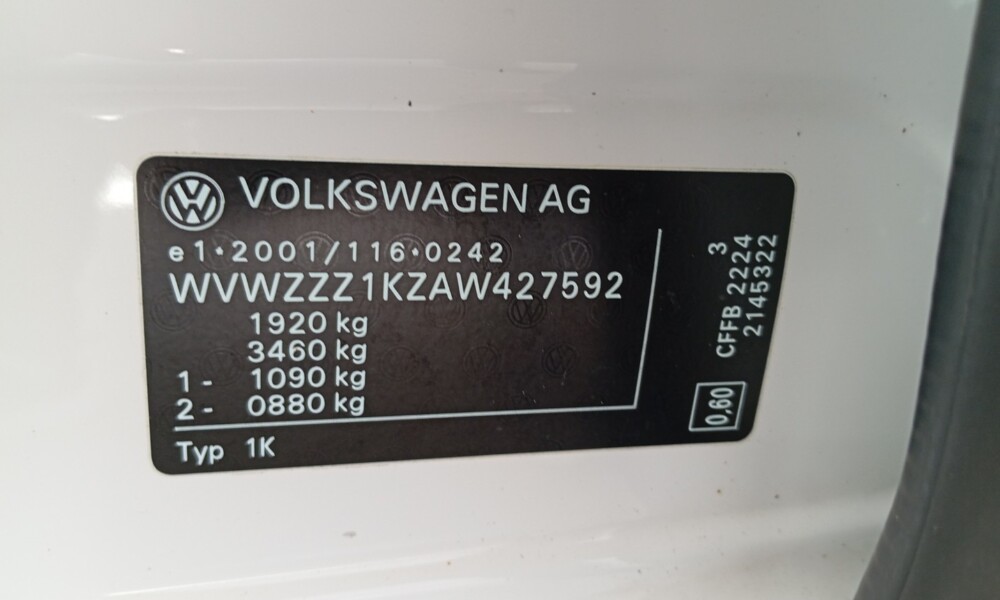 VOLKSWAGEN AG
e1*2001/116*0242
WVWZZZ1KZAW427592
1920 kg
3460 kg
1- 1090 kg
2- 0880 kg
Typ 1K
3
CFFB 2224
2145322
0,60